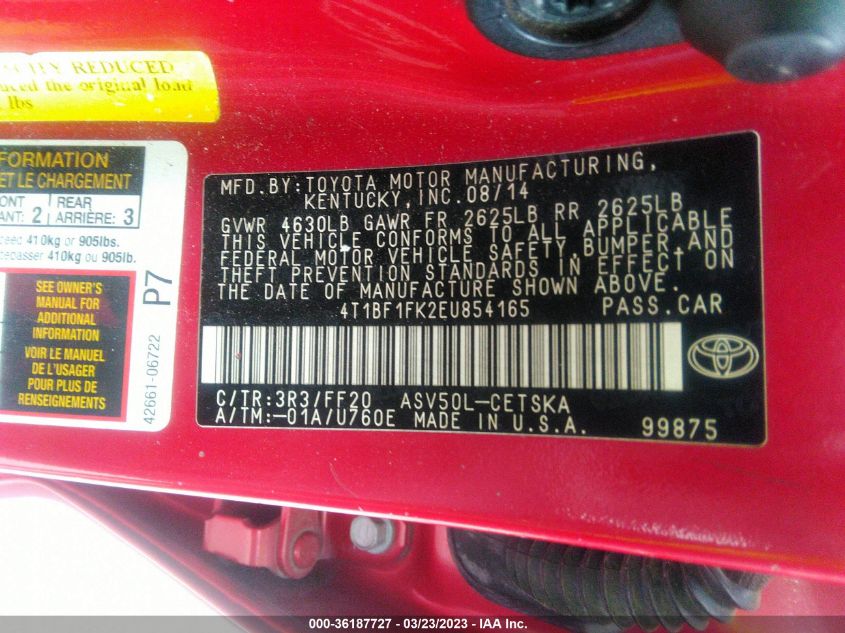 CHY REDUCED
uced the original load
lbs
FORMATION
ET LE CHARGEMENT
ONT
ANT: 2
REAR
ARRIÈRE: 3
ceed 410kg or 905lbs.
cepasser 410kg ou 905lb.
SEE OWNER'S
MANUAL FOR
ADDITIONAL
INFORMATION
VOIR LE MANUEL
DE L'USAGER
POUR PLUS DE
RENSEIGNEMENTS
P7
42661-06722
MFD. BY: TOYOTA MOTOR MANUFACTURING,
KENTUCKY, INC. 08/14
GVWR 4630LB GAWR FR 2625LB RR 2625LB
THIS VEHICLE CONFORMS TO ALL APPLICABLE
FEDERAL MOTOR VEHICLE SAFETY, BUMPER, AND
THEFT PREVENTION STANDARDS IN EFFECT ON
THE DATE OF MANUFACTURE SHOWN ABOVE.
4T1BF1FK2EU854165 PASS.CAR
C/TR:3R3/FF20 ASV50L-CETSKA
A/TM:-01A/U760E MADE IN U.S.A.
99875
000-36187727 - 03/23/2023 - IAA Inc.